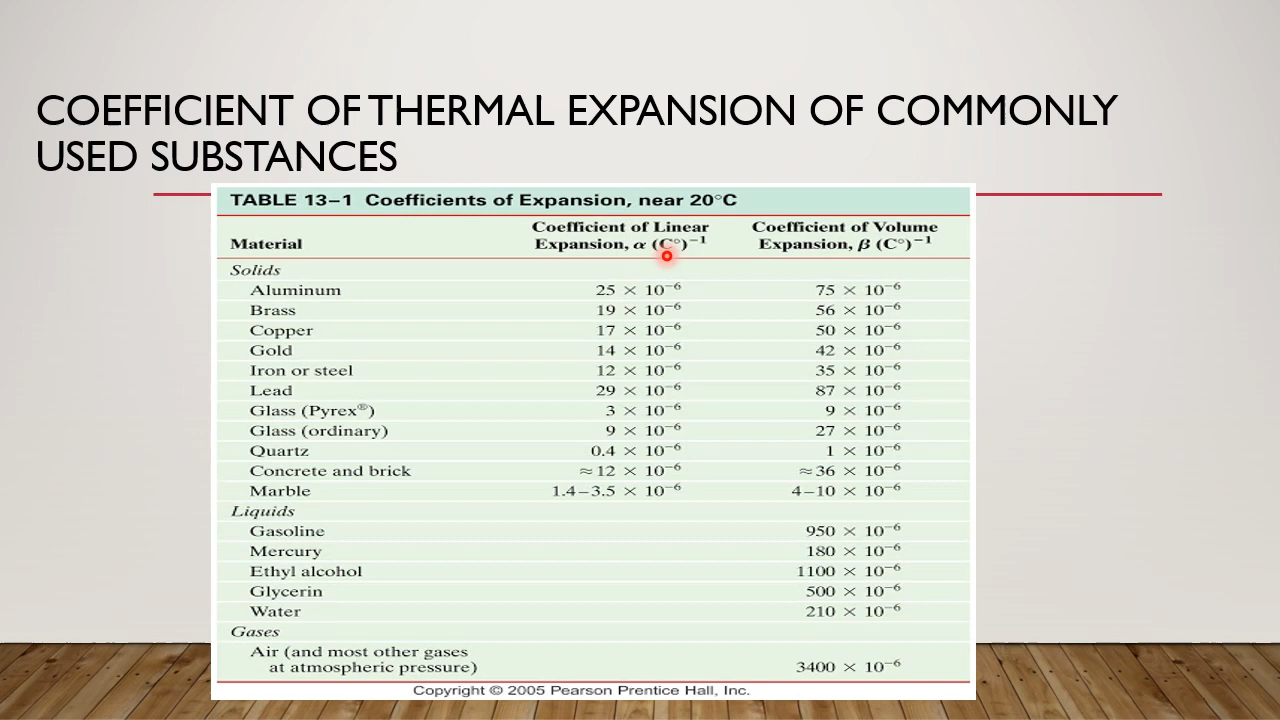 COEFFICIENT OF THERMAL EXPANSION OF COMMONLY
USED SUBSTANCES
TABLE 13–1 Coefficients of Expansion, near 20°C
Material Coefficient of Linear Expansion, α (C°)⁻¹ Coefficient of Volume Expansion, β (C°)⁻¹
Solids
Aluminum 25 × 10⁻⁶ 75 × 10⁻⁶
Brass 19 × 10⁻⁶ 56 × 10⁻⁶
Copper 17 × 10⁻⁶ 50 × 10⁻⁶
Gold 14 × 10⁻⁶ 42 × 10⁻⁶
Iron or steel 12 × 10⁻⁶ 35 × 10⁻⁶
Lead 29 × 10⁻⁶ 87 × 10⁻⁶
Glass (Pyrex®) 3 × 10⁻⁶ 9 × 10⁻⁶
Glass (ordinary) 9 × 10⁻⁶ 27 × 10⁻⁶
Quartz 0.4 × 10⁻⁶ 1 × 10⁻⁶
Concrete and brick ≈12 × 10⁻⁶ ≈36 × 10⁻⁶
Marble 1.4–3.5 × 10⁻⁶ 4–10 × 10⁻⁶
Liquids
Gasoline 950 × 10⁻⁶
Mercury 180 × 10⁻⁶
Ethyl alcohol 1100 × 10⁻⁶
Glycerin 500 × 10⁻⁶
Water 210 × 10⁻⁶
Gases
Air (and most other gases
at atmospheric pressure) 3400 × 10⁻⁶
Copyright © 2005 Pearson Prentice Hall, Inc.